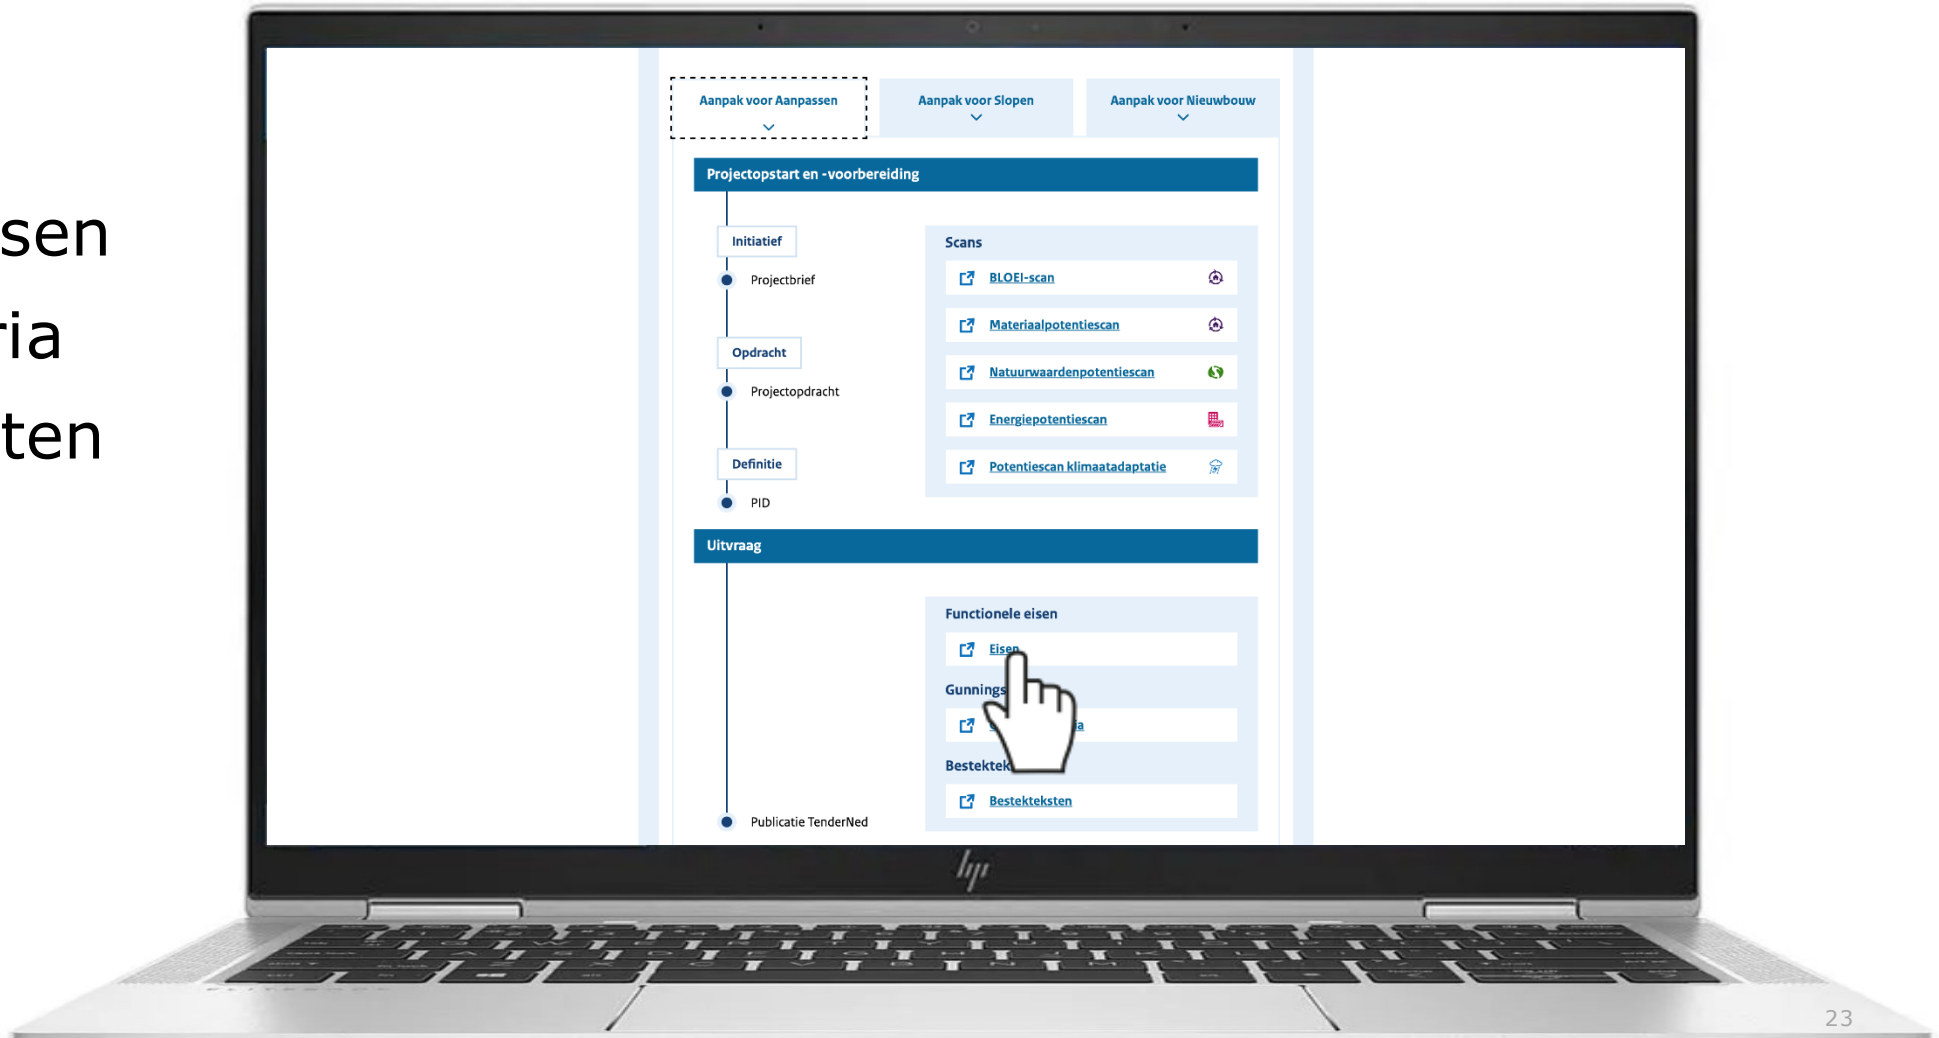 sen
ria
ten
Aanpak voor Aanpassen
Aanpak voor Slopen
Aanpak voor Nieuwbouw
Projectopstart en -voorbereiding
Initiatief
Projectbrief
Opdracht
Projectopdracht
Definitie
PID
Scans
BLOEI-scan
Materiaalpotentiescan
Natuurwaardenpotentiescan
Energiepotentiescan
Potentiescan klimaatadaptatie
Uitvraag
Publicatie TenderNed
Functionele eisen
Eisen
Gunnings
ia
Bestektek
Bestekteksten
hp
23